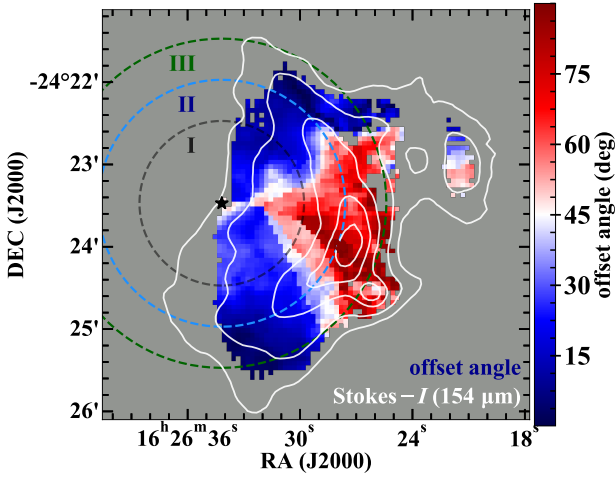 -24°22'
23'
24'
25'
26'
DEC (J2000)
III
II
I
offset angle
Stokes−I (154 μm)
16ʰ26ᵐ36ˢ
30ˢ
24ˢ
18ˢ
RA (J2000)
75
60
45
30
15
offset angle (deg)